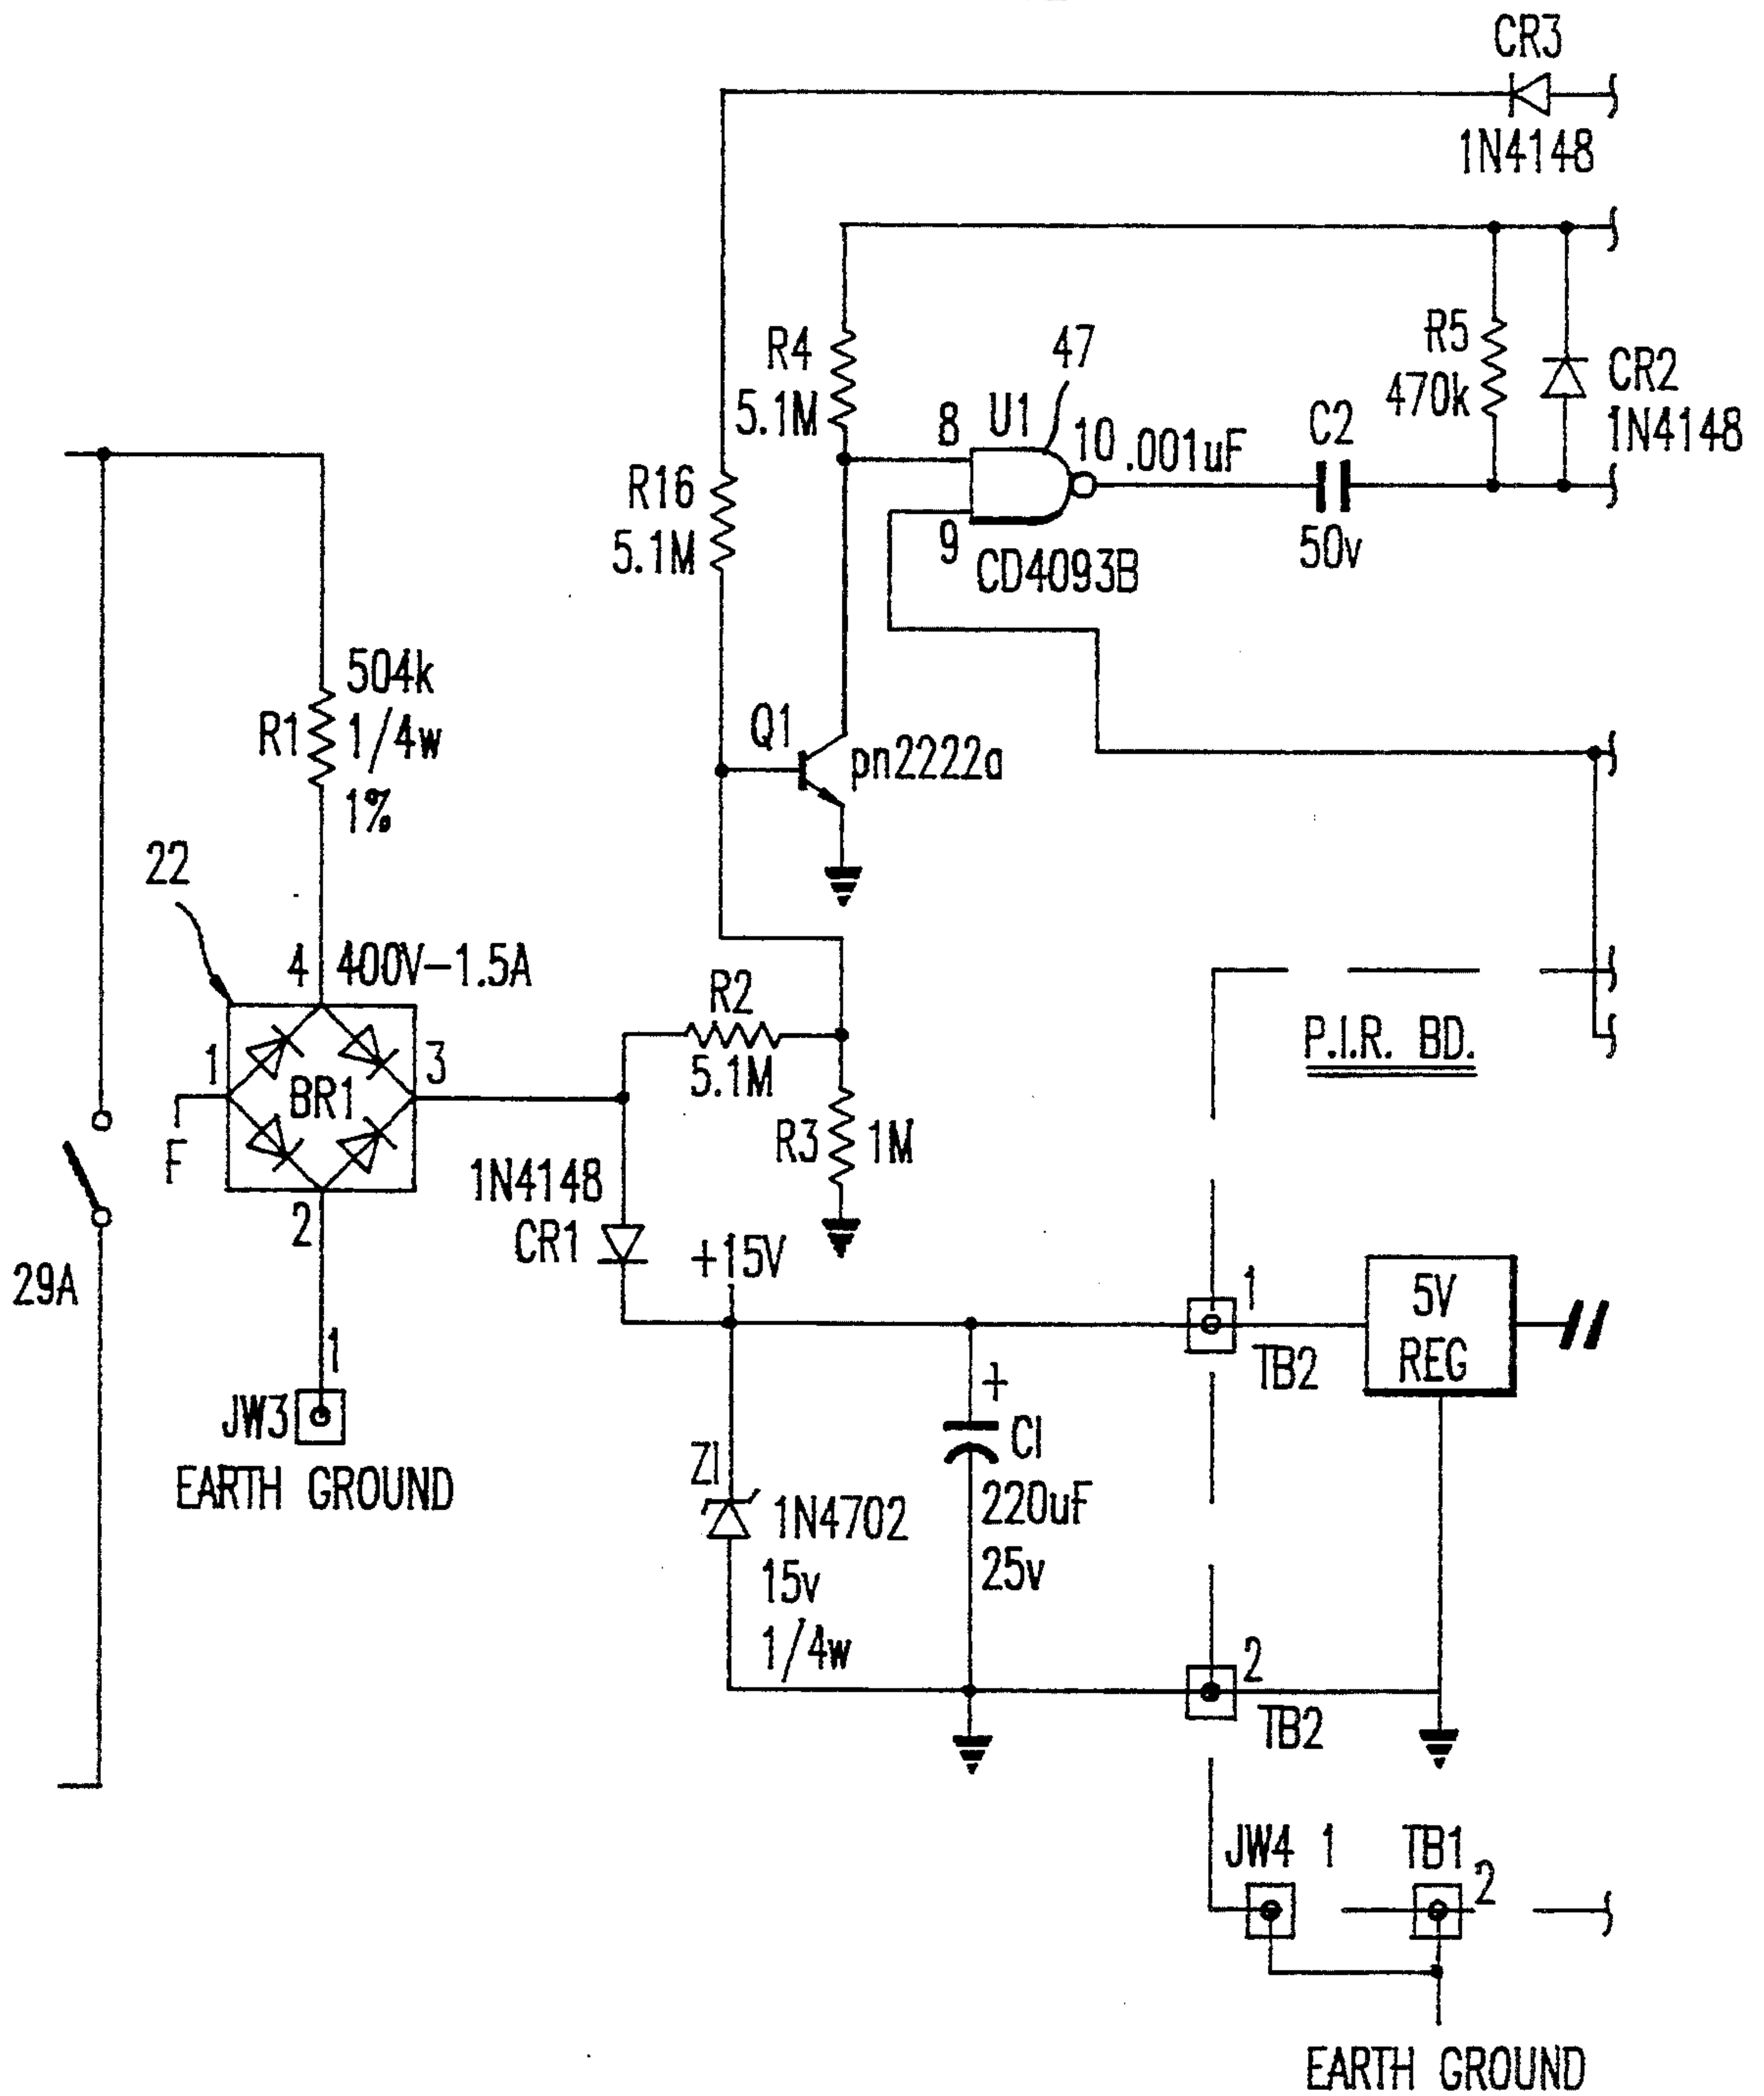 CR3
1N4148
R4
5.1M
47
8
U1
10
.001uF
C2
50v
R5
470k
CR2
1N4148
R16
5.1M
9
CD4093B
504k
R1
1/4w
1%
Q1
pn2222a
22
4
400V-1.5A
R2
5.1M
P.I.R. BD.
1
BR1
3
F
R3
1M
1N4148
CR1
2
+15V
29A
1
5V
REG
TB2
1
JW3
EARTH GROUND
+
C1
220uF
25v
Z1
1N4702
15v
1/4w
2
TB2
JW4
1
TB1
2
EARTH GROUND